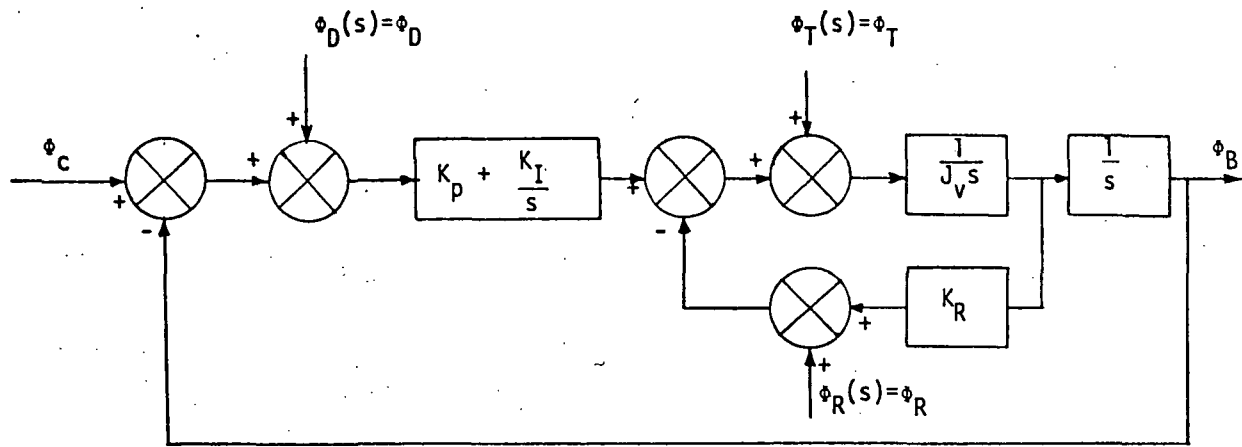 Φ_D(s)=Φ_D
Φ_T(s)=Φ_T
+
+
Φ_c
+
-
+
K_p + K_I/s
+
-
+
1/J_v s
1/s
Φ_B
K_R
+
+
Φ_R(s)=Φ_R